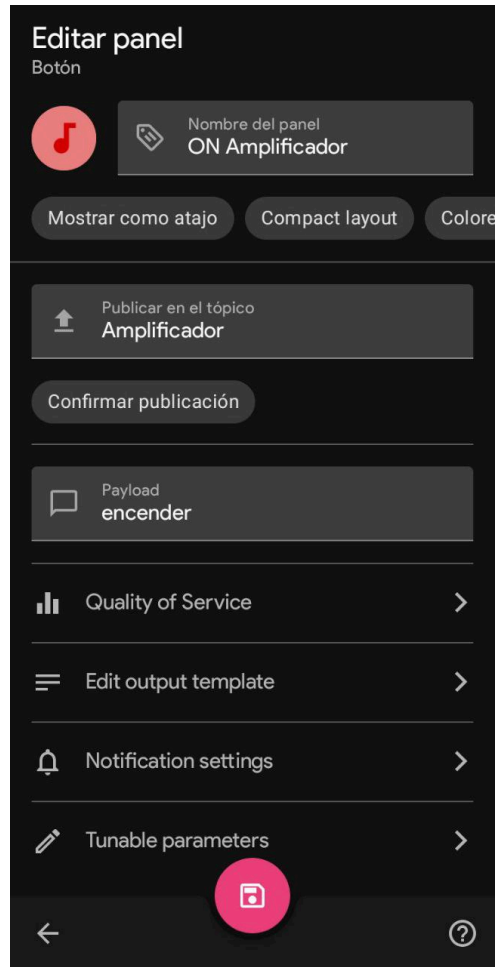 Editar panel
Botón
Nombre del panel
ON Amplificador
Mostrar como atajo
Compact layout
Colore
Publicar en el tópico
Amplificador
Confirmar publicación
Payload
encender
Quality of Service
Edit output template
Notification settings
Tunable parameters